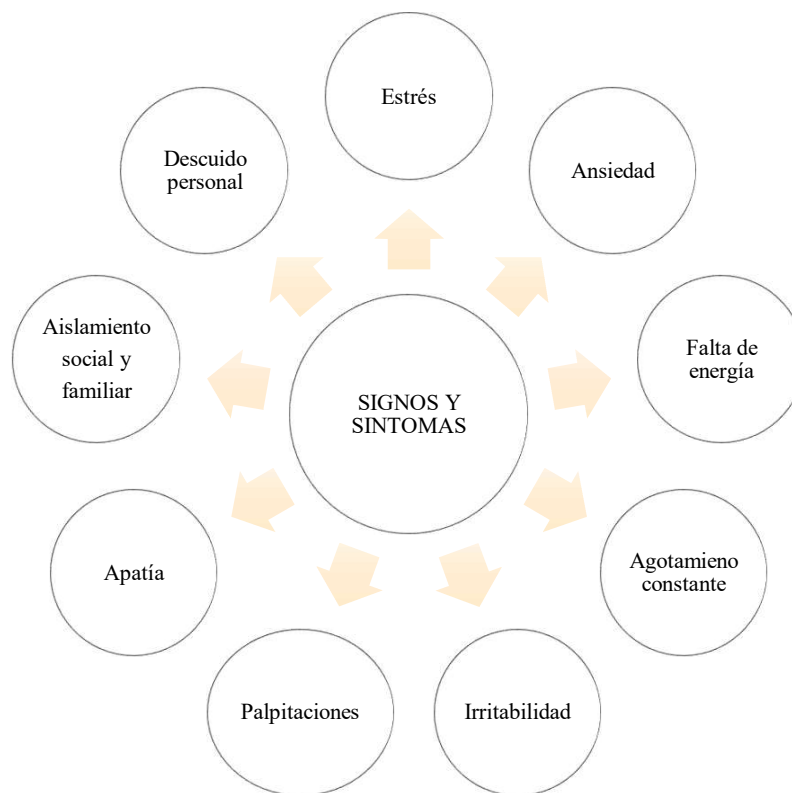 Estrés
Ansiedad
Falta de
energía
Agotamieno
constante
Irritabilidad
Palpitaciones
Apatía
Aislamiento
social y
familiar
Descuido
personal
SIGNOS Y
SINTOMAS